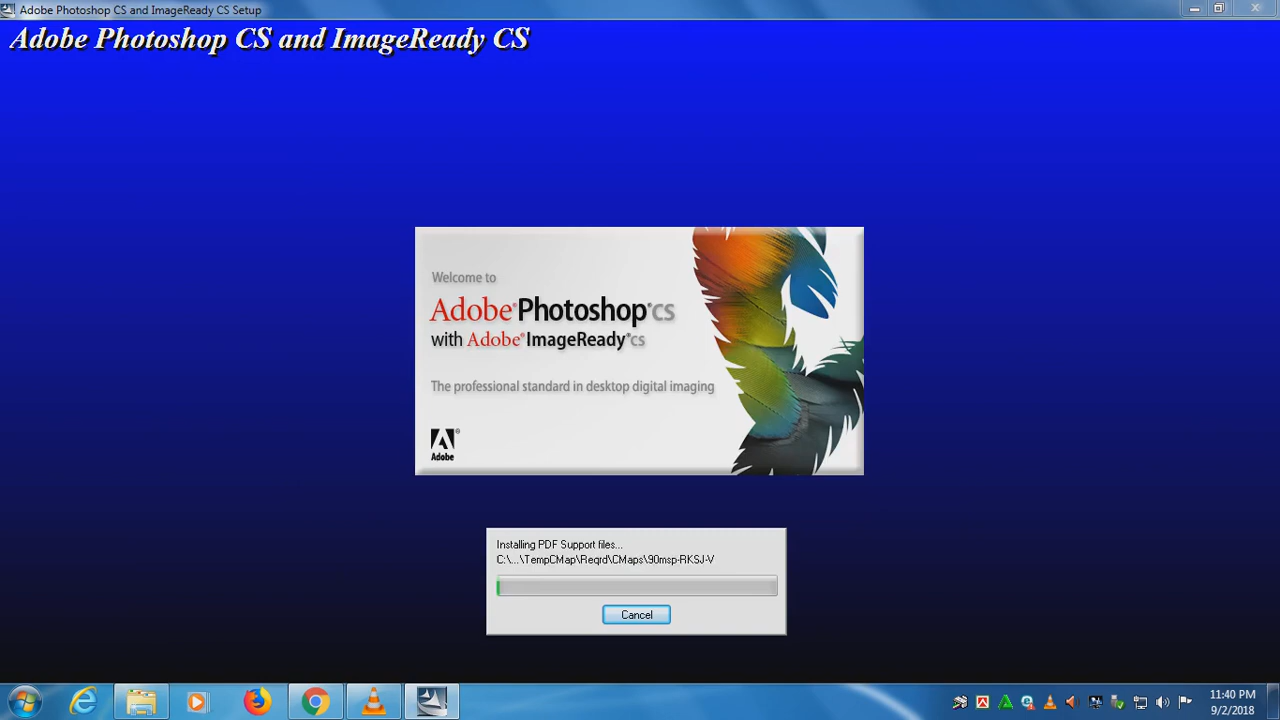 Adobe Photoshop CS and ImageReady CS Setup
Adobe Photoshop CS and ImageReady CS
Welcome to
Adobe® Photoshop® cs
with Adobe® ImageReady® cs
The professional standard in desktop digital imaging
Adobe®
Installing PDF Support files...
C:\...\TempCMap\Reqrd\CMaps\90msp-RKSJ-V
Cancel
11:40 PM
9/2/2018